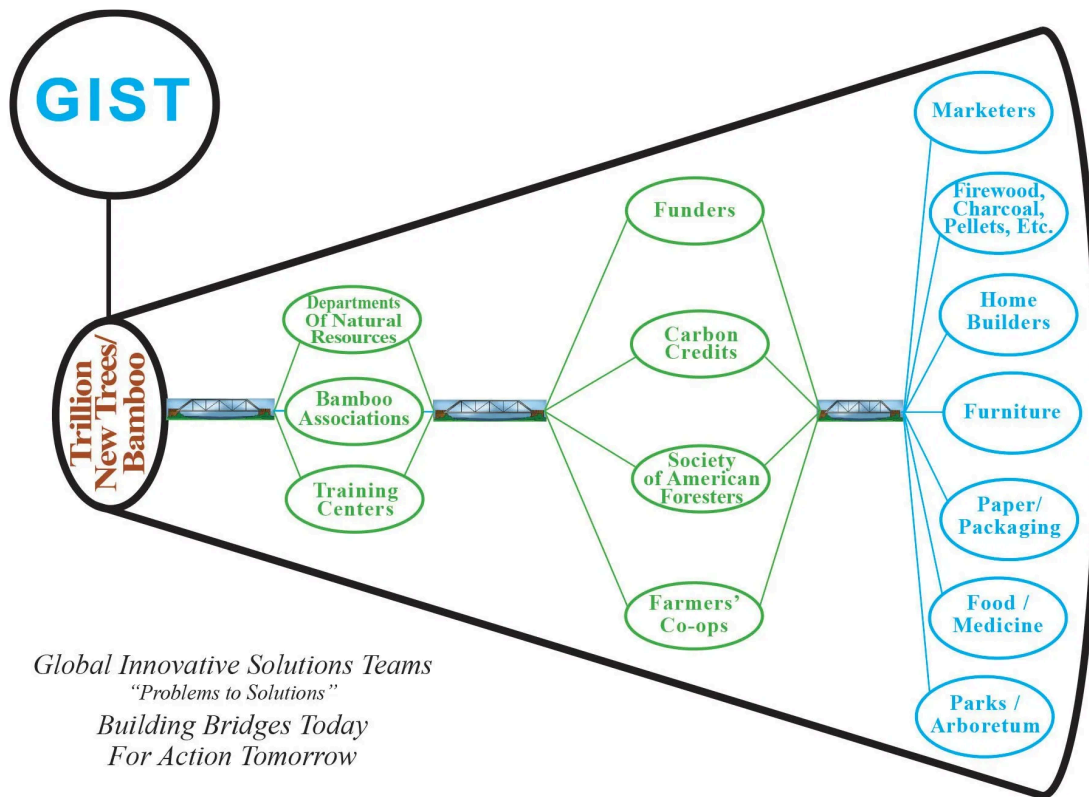 GIST
Trillion
New Trees/
Bamboo
Departments
Of Natural
Resources
Bamboo
Associations
Training
Centers
Funders
Carbon
Credits
Society
of American
Foresters
Farmers’
Co-ops
Marketers
Firewood,
Charcoal,
Pellets, Etc.
Home
Builders
Furniture
Paper/
Packaging
Food /
Medicine
Parks /
Arboretum
Global Innovative Solutions Teams
“Problems to Solutions”
Building Bridges Today
For Action Tomorrow